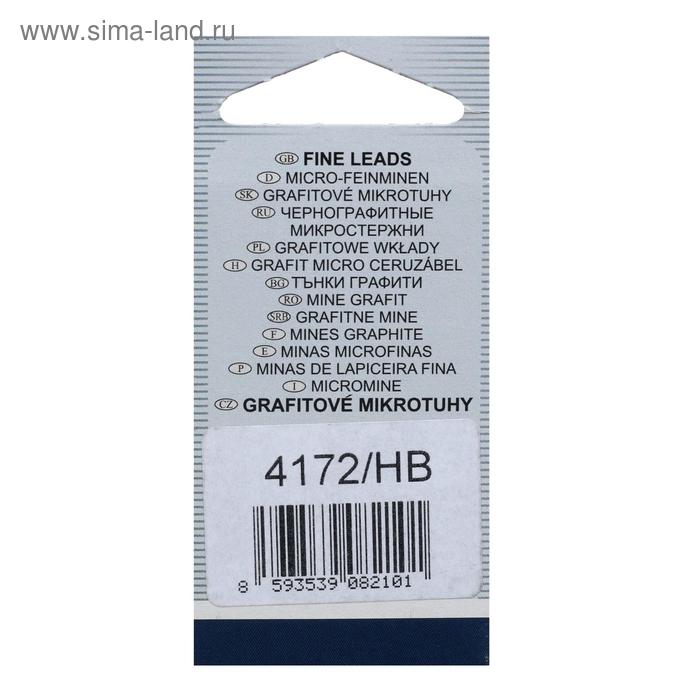 https://www.sima-land.ru
GB FINE LEADS
D MICRO-FEINMINEN
SK GRAFITOVÉ MIKROTUHY
RU ЧЕРНОГРАФИТНЫЕ
МИКРОСТЕРЖНИ
PL GRAFITOWE WKŁADY
H GRAFIT MICRO CERUZÁBEL
BG ТЪНКИ ГРАФИТИ
RO MINE GRAFIT
SRB GRAFITNE MINE
F MINES GRAPHITE
E MINAS MICROFINAS
P MINAS DE LAPICEIRA FINA
I MICROMINE
CZ GRAFITOVÉ MIKROTUHY
4172/HB
8 593539 082101